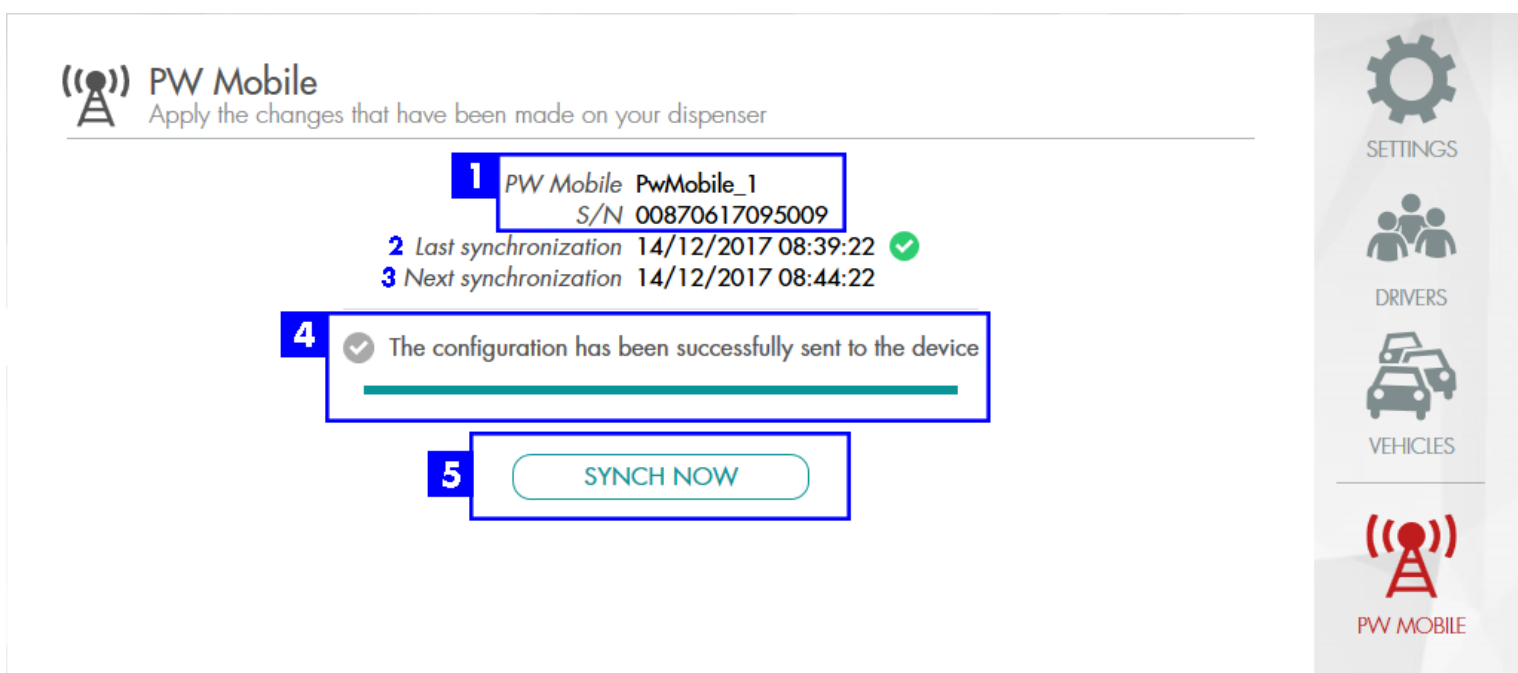 PW Mobile
Apply the changes that have been made on your dispenser
1
PW Mobile PwMobile_1
S/N 00870617095009
2 Last synchronization 14/12/2017 08:39:22
3 Next synchronization 14/12/2017 08:44:22
4
The configuration has been successfully sent to the device
5
SYNCH NOW
SETTINGS
DRIVERS
VEHICLES
PW MOBILE